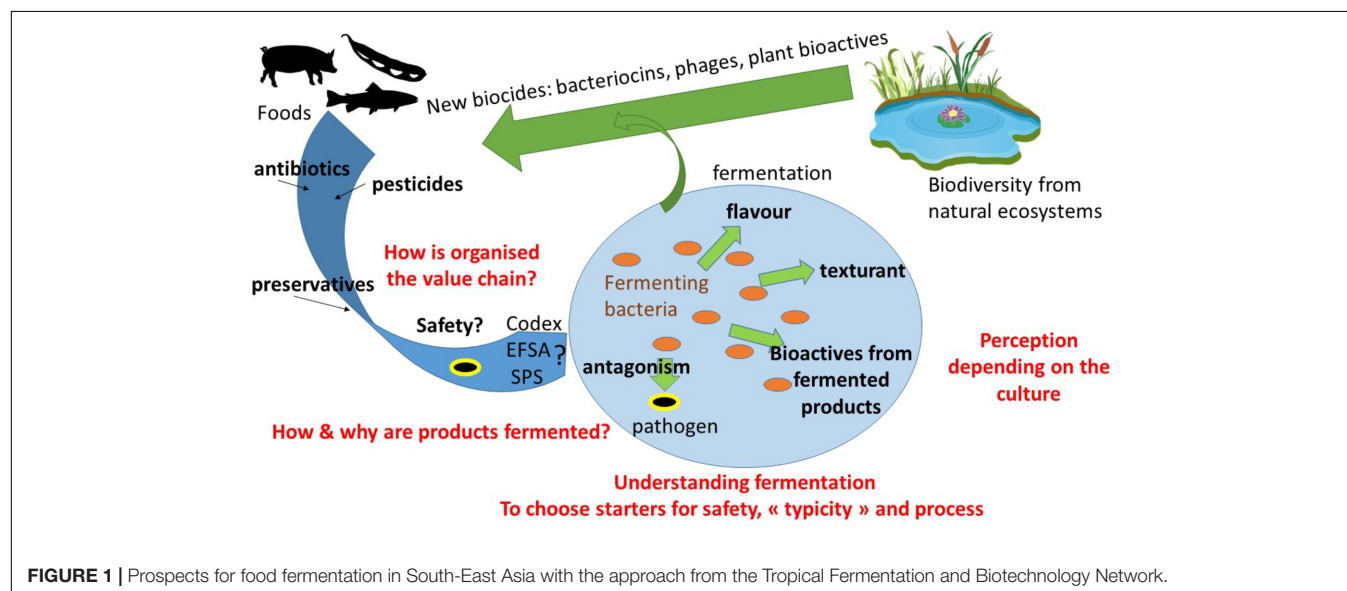 New biocides: bacteriocins, phages, plant bioactives
Foods
antibiotics
pesticides
preservatives
How is organised
the value chain?
Safety?
Codex
EFSA
SPS
?
fermentation
flavour
texturant
Fermenting
bacteria
Bioactives from
fermented
products
antagonism
pathogen
Biodiversity from
natural ecosystems
Perception
depending on the
culture
How & why are products fermented?
Understanding fermentation
To choose starters for safety, « typicity » and process
FIGURE 1 | Prospects for food fermentation in South-East Asia with the approach from the Tropical Fermentation and Biotechnology Network.